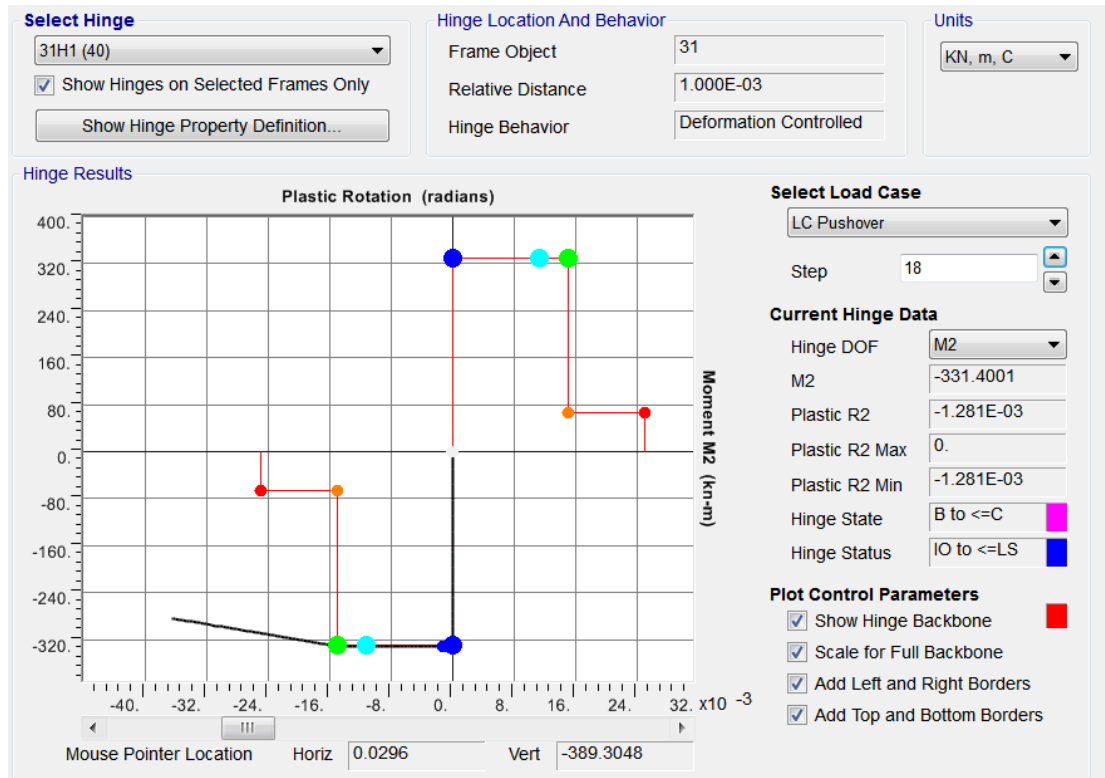 Select Hinge
31H1 (40)
Show Hinges on Selected Frames Only
Show Hinge Property Definition...
Hinge Location And Behavior
Frame Object 31
Relative Distance 1.000E-03
Hinge Behavior Deformation Controlled
Units
KN, m, C
Hinge Results
Plastic Rotation (radians)
400.
320.
240.
160.
80.
0.
-80.
-160.
-240.
-320.
-40. -32. -24. -16. -8. 0. 8. 16. 24. 32. x10 -3
Moment M2 (kn-m)
Mouse Pointer Location Horiz 0.0296 Vert -389.3048
Select Load Case
LC Pushover
Step 18
Current Hinge Data
Hinge DOF M2
M2 -331.4001
Plastic R2 -1.281E-03
Plastic R2 Max 0.
Plastic R2 Min -1.281E-03
Hinge State B to <=C
Hinge Status IO to <=LS
Plot Control Parameters
Show Hinge Backbone
Scale for Full Backbone
Add Left and Right Borders
Add Top and Bottom Borders